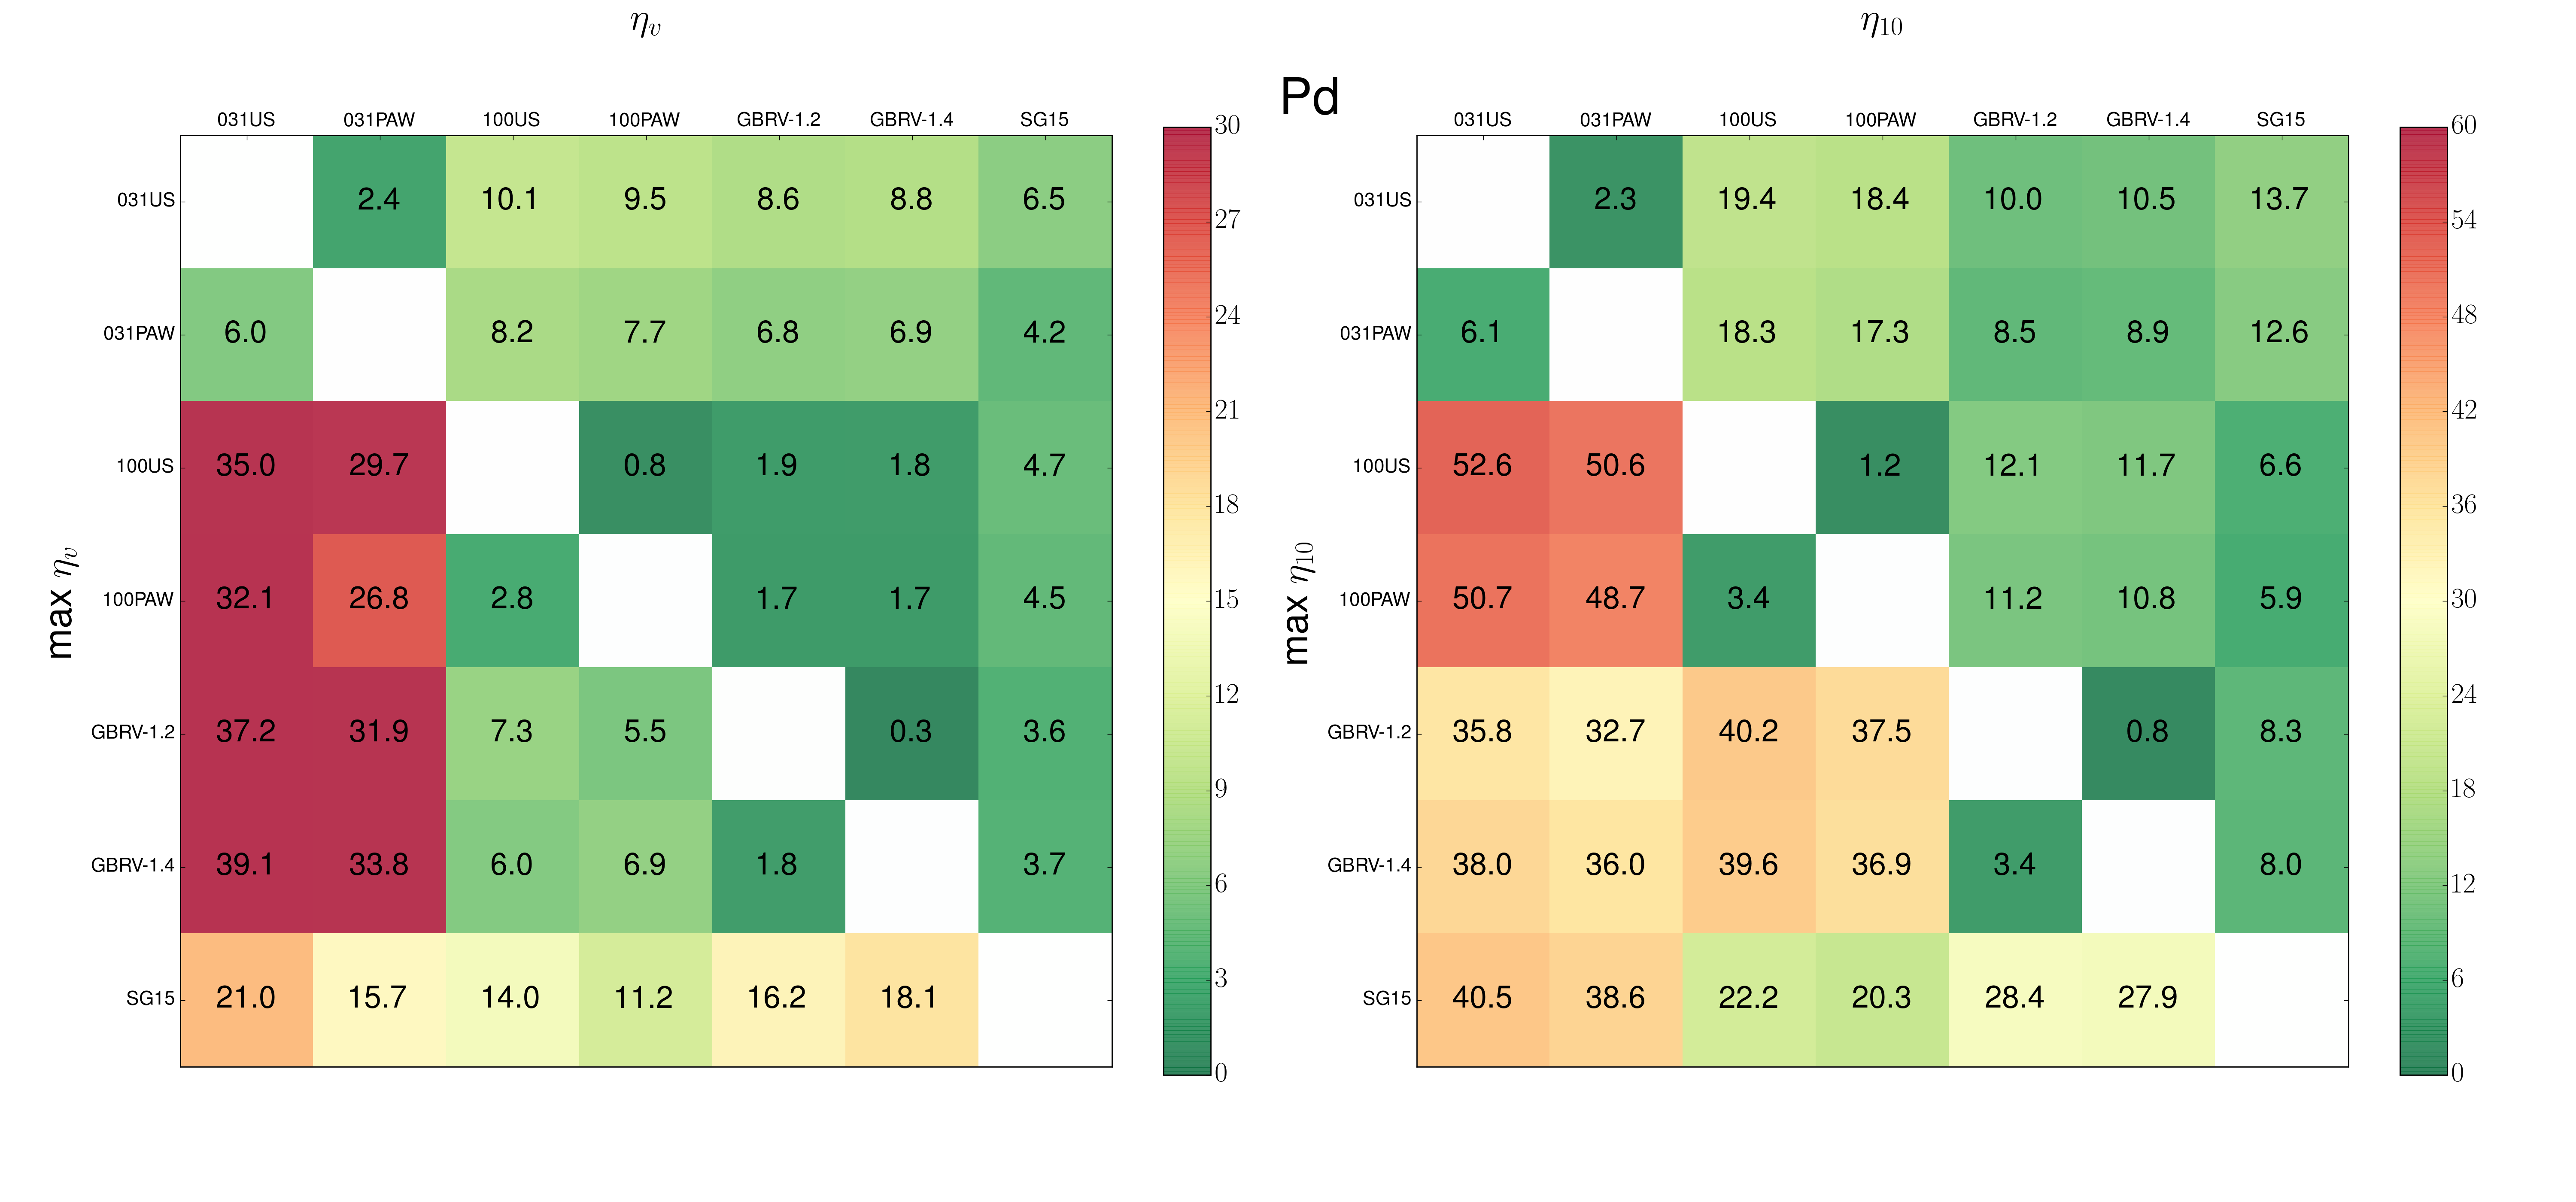 η_v
031US 031PAW 100US 100PAW GBRV-1.2 GBRV-1.4 SG15
031US 2.4 10.1 9.5 8.6 8.8 6.5
031PAW 6.0 8.2 7.7 6.8 6.9 4.2
100US 35.0 29.7 0.8 1.9 1.8 4.7
100PAW 32.1 26.8 2.8 1.7 1.7 4.5
GBRV-1.2 37.2 31.9 7.3 5.5 0.3 3.6
GBRV-1.4 39.1 33.8 6.0 6.9 1.8 3.7
SG15 21.0 15.7 14.0 11.2 16.2 18.1
max η_v
30
27
24
21
18
15
12
9
6
3
0
Pd
η_10
031US 031PAW 100US 100PAW GBRV-1.2 GBRV-1.4 SG15
031US 2.3 19.4 18.4 10.0 10.5 13.7
031PAW 6.1 18.3 17.3 8.5 8.9 12.6
100US 52.6 50.6 1.2 12.1 11.7 6.6
100PAW 50.7 48.7 3.4 11.2 10.8 5.9
GBRV-1.2 35.8 32.7 40.2 37.5 0.8 8.3
GBRV-1.4 38.0 36.0 39.6 36.9 3.4 8.0
SG15 40.5 38.6 22.2 20.3 28.4 27.9
max η_10
60
54
48
42
36
30
24
18
12
6
0